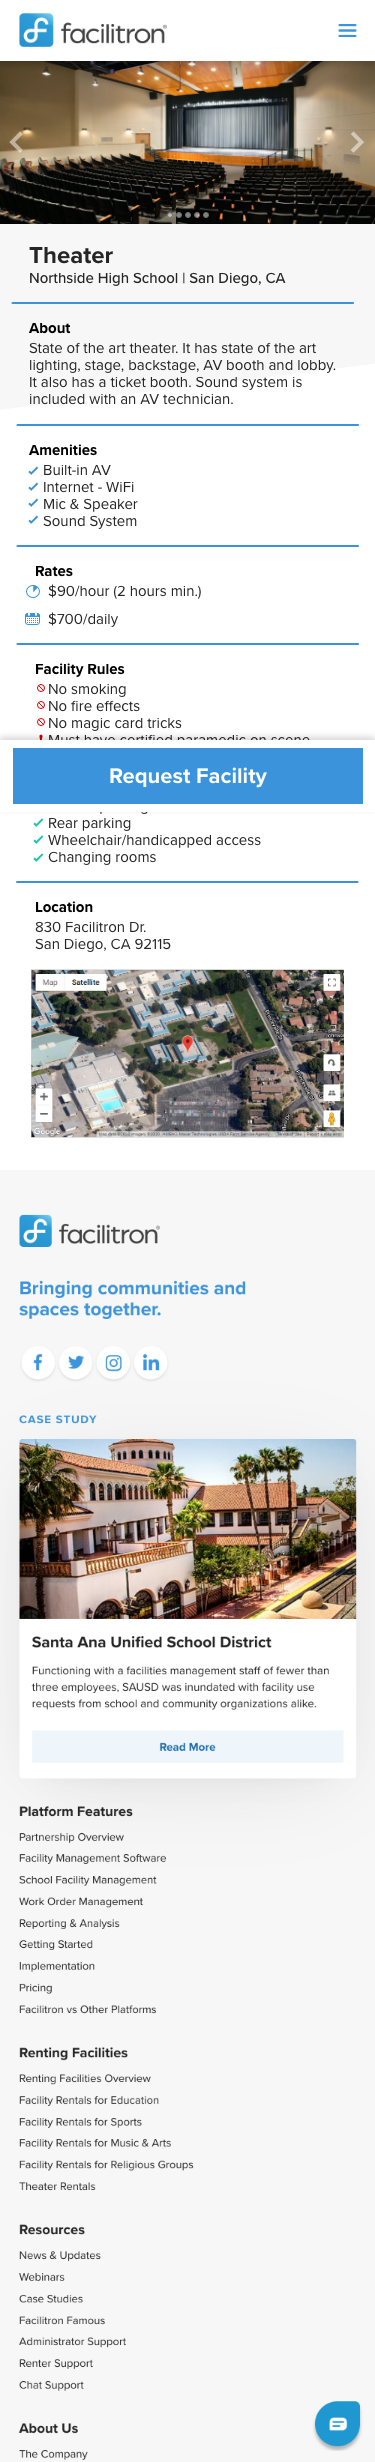 facilitron
Theater
Northside High School | San Diego, CA
About
State of the art theater. It has state of the art
lighting, stage, backstage, AV booth and lobby.
It also has a ticket booth. Sound system is
included with an AV technician.
Amenities
Built-in AV
Internet - WiFi
Mic & Speaker
Sound System
Rates
$90/hour (2 hours min.)
$700/daily
Facility Rules
No smoking
No fire effects
No magic card tricks
Must have certified paramedic on scene
Request Facility
Rear parking
Wheelchair/handicapped access
Changing rooms
Location
830 Facilitron Dr.
San Diego, CA 92115
Map Satellite
Google
facilitron
Bringing communities and
spaces together.
CASE STUDY
Santa Ana Unified School District
Functioning with a facilities management staff of fewer than
three employees, SAUSD was inundated with facility use
requests from school and community organizations alike.
Read More
Platform Features
Partnership Overview
Facility Management Software
School Facility Management
Work Order Management
Reporting & Analysis
Getting Started
Implementation
Pricing
Facilitron vs Other Platforms
Renting Facilities
Renting Facilities Overview
Facility Rentals for Education
Facility Rentals for Sports
Facility Rentals for Music & Arts
Facility Rentals for Religious Groups
Theater Rentals
Resources
News & Updates
Webinars
Case Studies
Facilitron Famous
Administrator Support
Renter Support
Chat Support
About Us
The Company